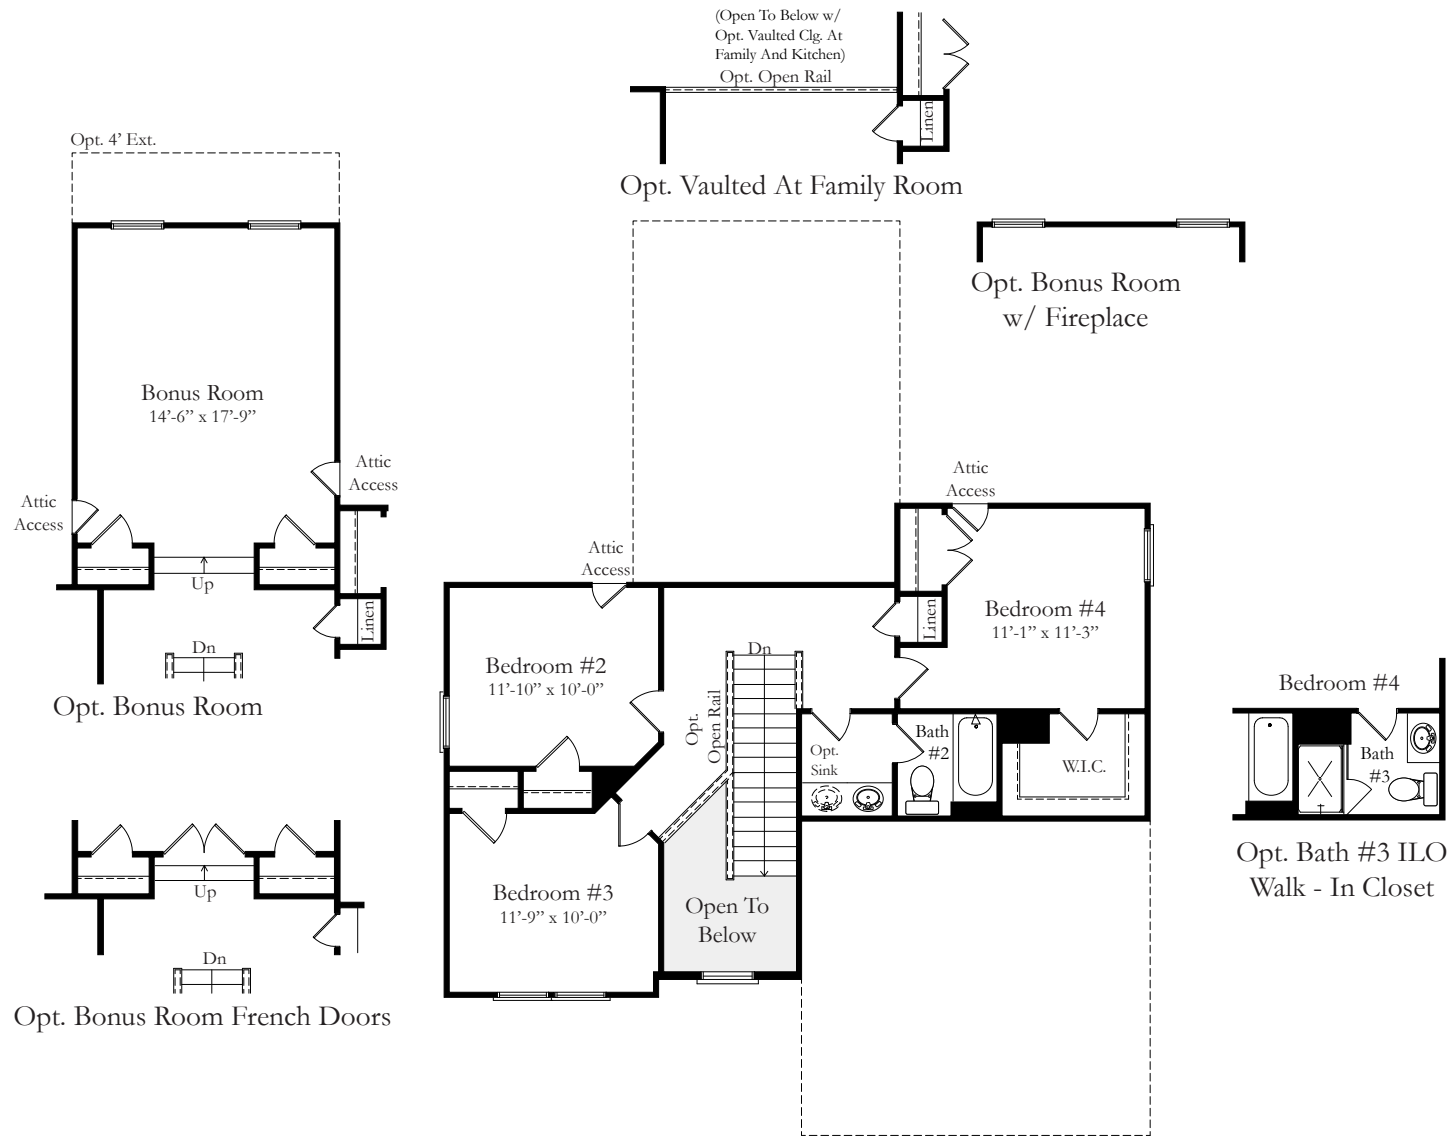 (Open To Below w/
Opt. Vaulted Clg. At
Family And Kitchen)
Opt. Open Rail
Linen
Opt. Vaulted At Family Room
Opt. 4’ Ext.
Bonus Room
14’-6” x 17’-9”
Attic
Access
Attic
Access
Up
Linen
Dn
Opt. Bonus Room
Opt. Bonus Room
w/ Fireplace
Attic
Access
Attic
Access
Linen
Bedroom #4
11’-1” x 11’-3”
Bedroom #2
11’-10” x 10’-0”
Dn
Opt.
Open Rail
Opt.
Sink
Bath
#2
W.I.C.
Bedroom #3
11’-9” x 10’-0”
Open To
Below
Bedroom #4
Bath
#3
Opt. Bath #3 ILO
Walk - In Closet
Up
Dn
Opt. Bonus Room French Doors